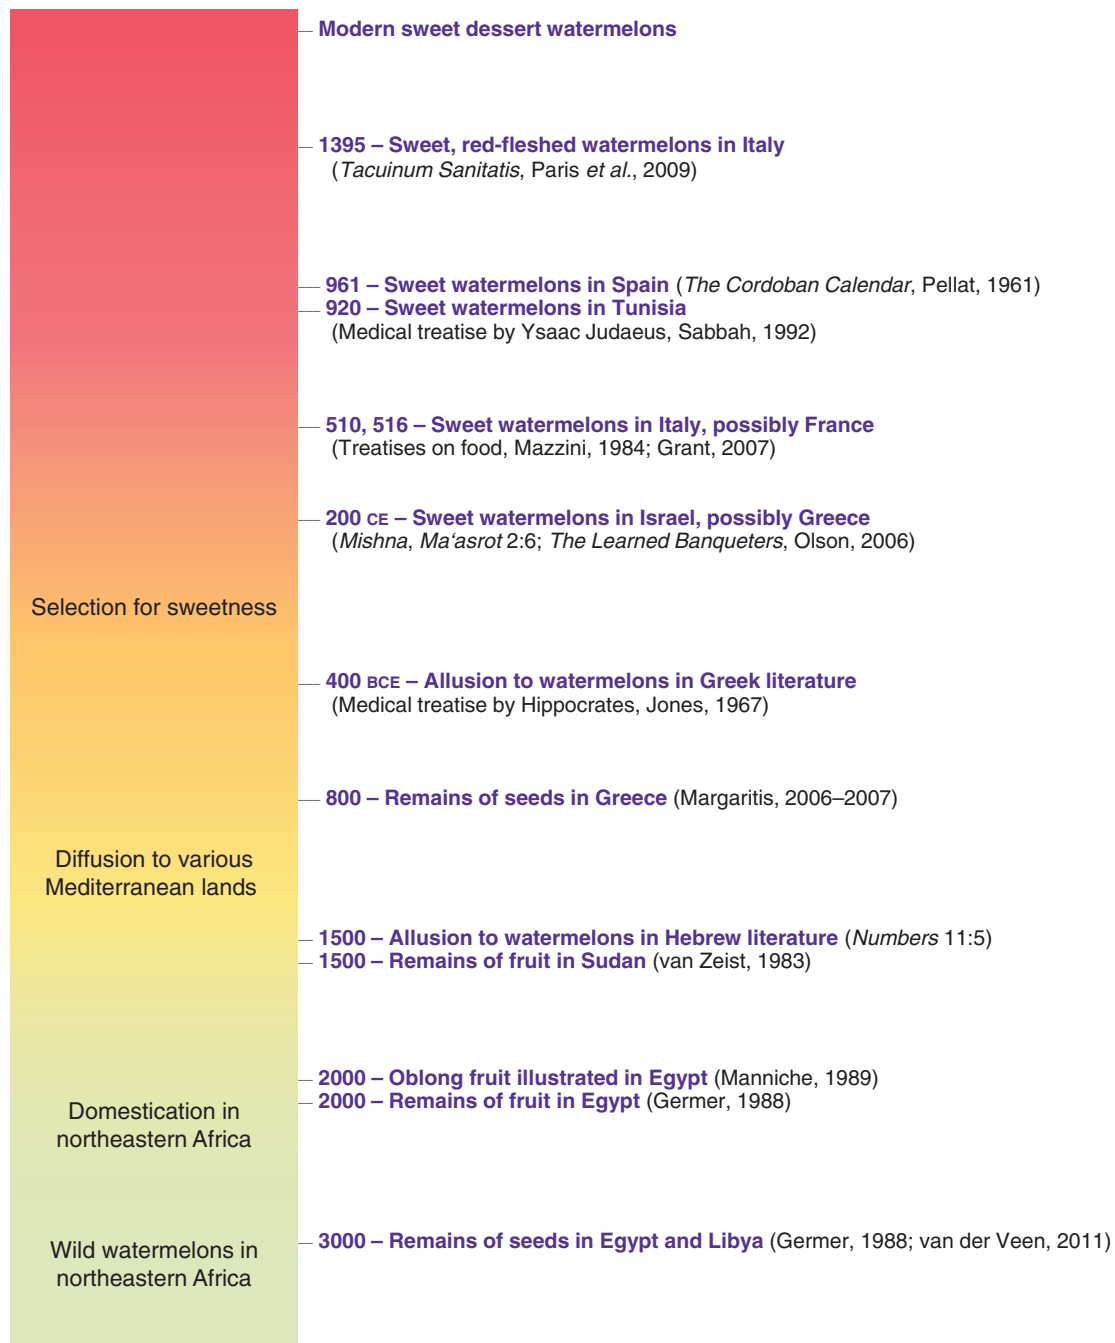 Modern sweet dessert watermelons
1395 – Sweet, red-fleshed watermelons in Italy
(Tacuinum Sanitatis, Paris et al., 2009)
961 – Sweet watermelons in Spain (The Cordoban Calendar, Pellat, 1961)
920 – Sweet watermelons in Tunisia
(Medical treatise by Ysaac Judaeus, Sabbah, 1992)
510, 516 – Sweet watermelons in Italy, possibly France
(Treatises on food, Mazzini, 1984; Grant, 2007)
200 CE – Sweet watermelons in Israel, possibly Greece
(Mishna, Ma‘asrot 2:6; The Learned Banqueters, Olson, 2006)
Selection for sweetness
400 BCE – Allusion to watermelons in Greek literature
(Medical treatise by Hippocrates, Jones, 1967)
800 – Remains of seeds in Greece (Margaritis, 2006–2007)
Diffusion to various
Mediterranean lands
1500 – Allusion to watermelons in Hebrew literature (Numbers 11:5)
1500 – Remains of fruit in Sudan (van Zeist, 1983)
2000 – Oblong fruit illustrated in Egypt (Manniche, 1989)
2000 – Remains of fruit in Egypt (Germer, 1988)
Domestication in
northeastern Africa
3000 – Remains of seeds in Egypt and Libya (Germer, 1988; van der Veen, 2011)
Wild watermelons in
northeastern Africa